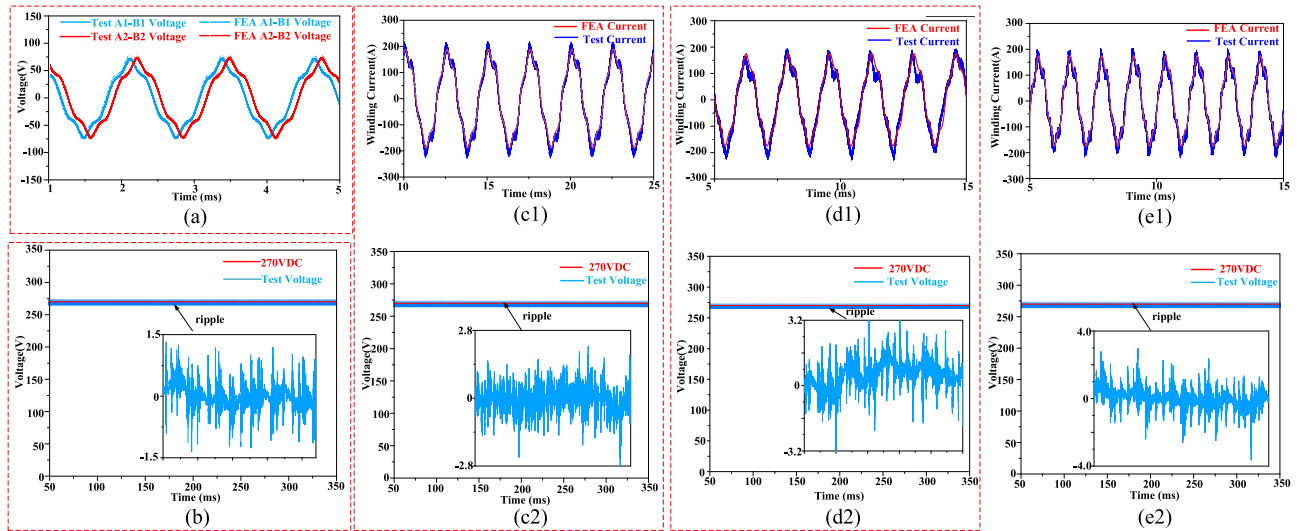 Test A1-B1 Voltage FEA A1-B1 Voltage
Test A2-B2 Voltage FEA A2-B2 Voltage
Voltage(V)
150
100
50
0
-50
-100
-150
1 2 3 4 5
Time (ms)
(a)
FEA Current
Test Current
Winding Current(A)
300
200
100
0
-100
-200
-300
10 15 20 25
Time (ms)
(c1)
FEA Current
Test Current
Winding Current(A)
300
200
100
0
-100
-200
-300
5 10 15
Time (ms)
(d1)
FEA Current
Test Current
Winding Current(A)
300
200
100
0
-100
-200
-300
5 10 15
Time (ms)
(e1)
270VDC
Test Voltage
ripple
Voltage(V)
350
300
250
200
150
100
50
0
1.5
0
-1.5
50 100 150 200 250 300 350
Time (ms)
(b)
270VDC
Test Voltage
ripple
Voltage(V)
350
300
250
200
150
100
50
0
2.8
0
-2.8
50 100 150 200 250 300 350
Time (ms)
(c2)
270VDC
Test Voltage
ripple
Voltage(V)
350
300
250
200
150
100
50
0
3.2
0
-3.2
50 100 150 200 250 300 350
Time (ms)
(d2)
270VDC
Test Voltage
ripple
Voltage(V)
350
300
250
200
150
100
50
0
4.0
0
-4.0
50 100 150 200 250 300 350
Time (ms)
(e2)